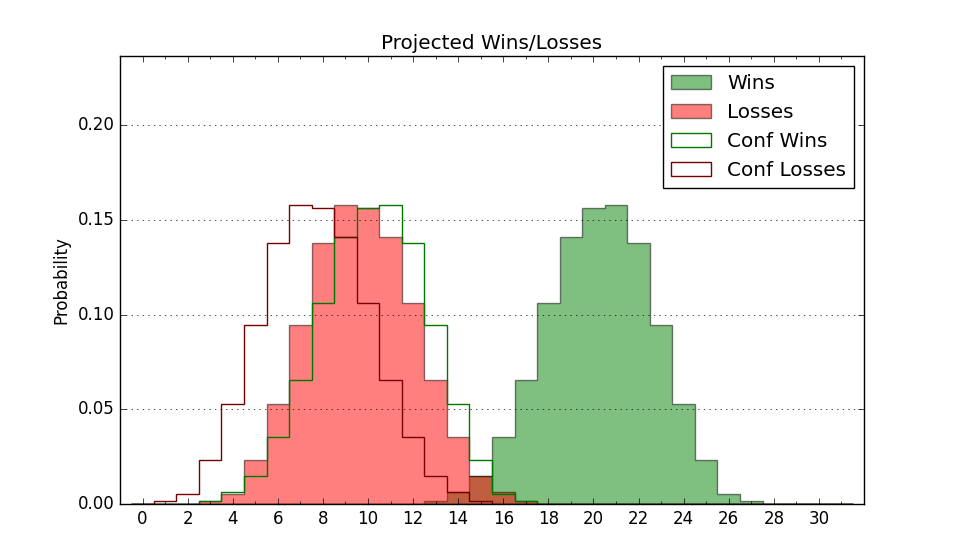 Projected Wins/Losses
Wins
Losses
Conf Wins
Conf Losses
Probability
0.20
0.15
0.10
0.05
0.00
0 2 4 6 8 10 12 14 16 18 20 22 24 26 28 30